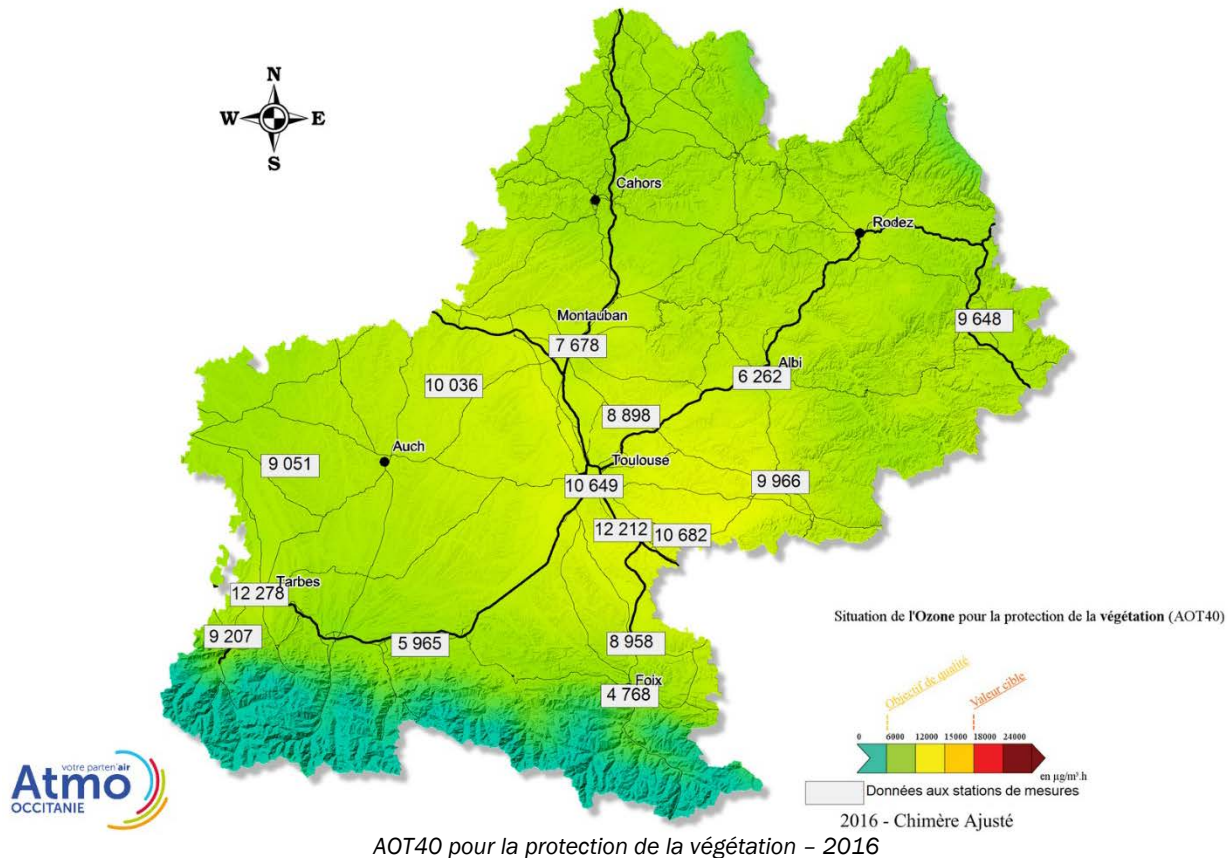 N
W E
S
Cahors
Rodez
Montauban
7 678
9 648
10 036
Albi
6 262
8 898
Auch
Toulouse
9 051
10 649
9 966
12 212
10 682
Tarbes
12 278
9 207
5 965
8 958
Foix
4 768
Situation de l'Ozone pour la protection de la végétation (AOT40)
Objectif de qualité
Valeur cible
0 6000 12000 15000 18000 24000
en µg/m³.h
Données aux stations de mesures
2016 - Chimère Ajusté
votre parten'air
Atmo
OCCITANIE
AOT40 pour la protection de la végétation – 2016